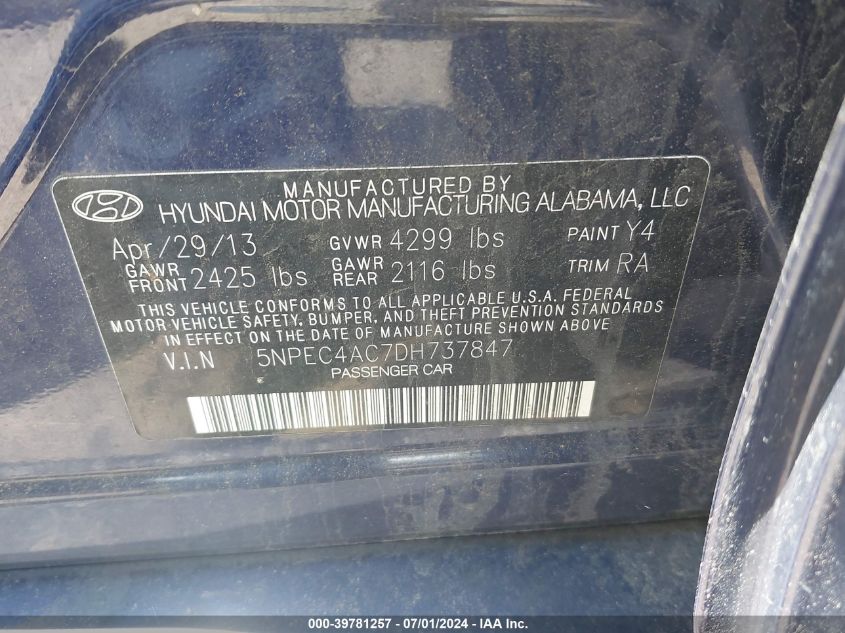 MANUFACTURED BY
HYUNDAI MOTOR MANUFACTURING ALABAMA, LLC
Apr/29/13 GVWR 4299 lbs PAINT Y4
GAWR FRONT 2425 lbs GAWR REAR 2116 lbs TRIM RA
THIS VEHICLE CONFORMS TO ALL APPLICABLE U.S.A. FEDERAL
MOTOR VEHICLE SAFETY, BUMPER, AND THEFT PREVENTION STANDARDS
IN EFFECT ON THE DATE OF MANUFACTURE SHOWN ABOVE
V.I.N 5NPEC4AC7DH737847
PASSENGER CAR
000-39781257 - 07/01/2024 - IAA Inc.